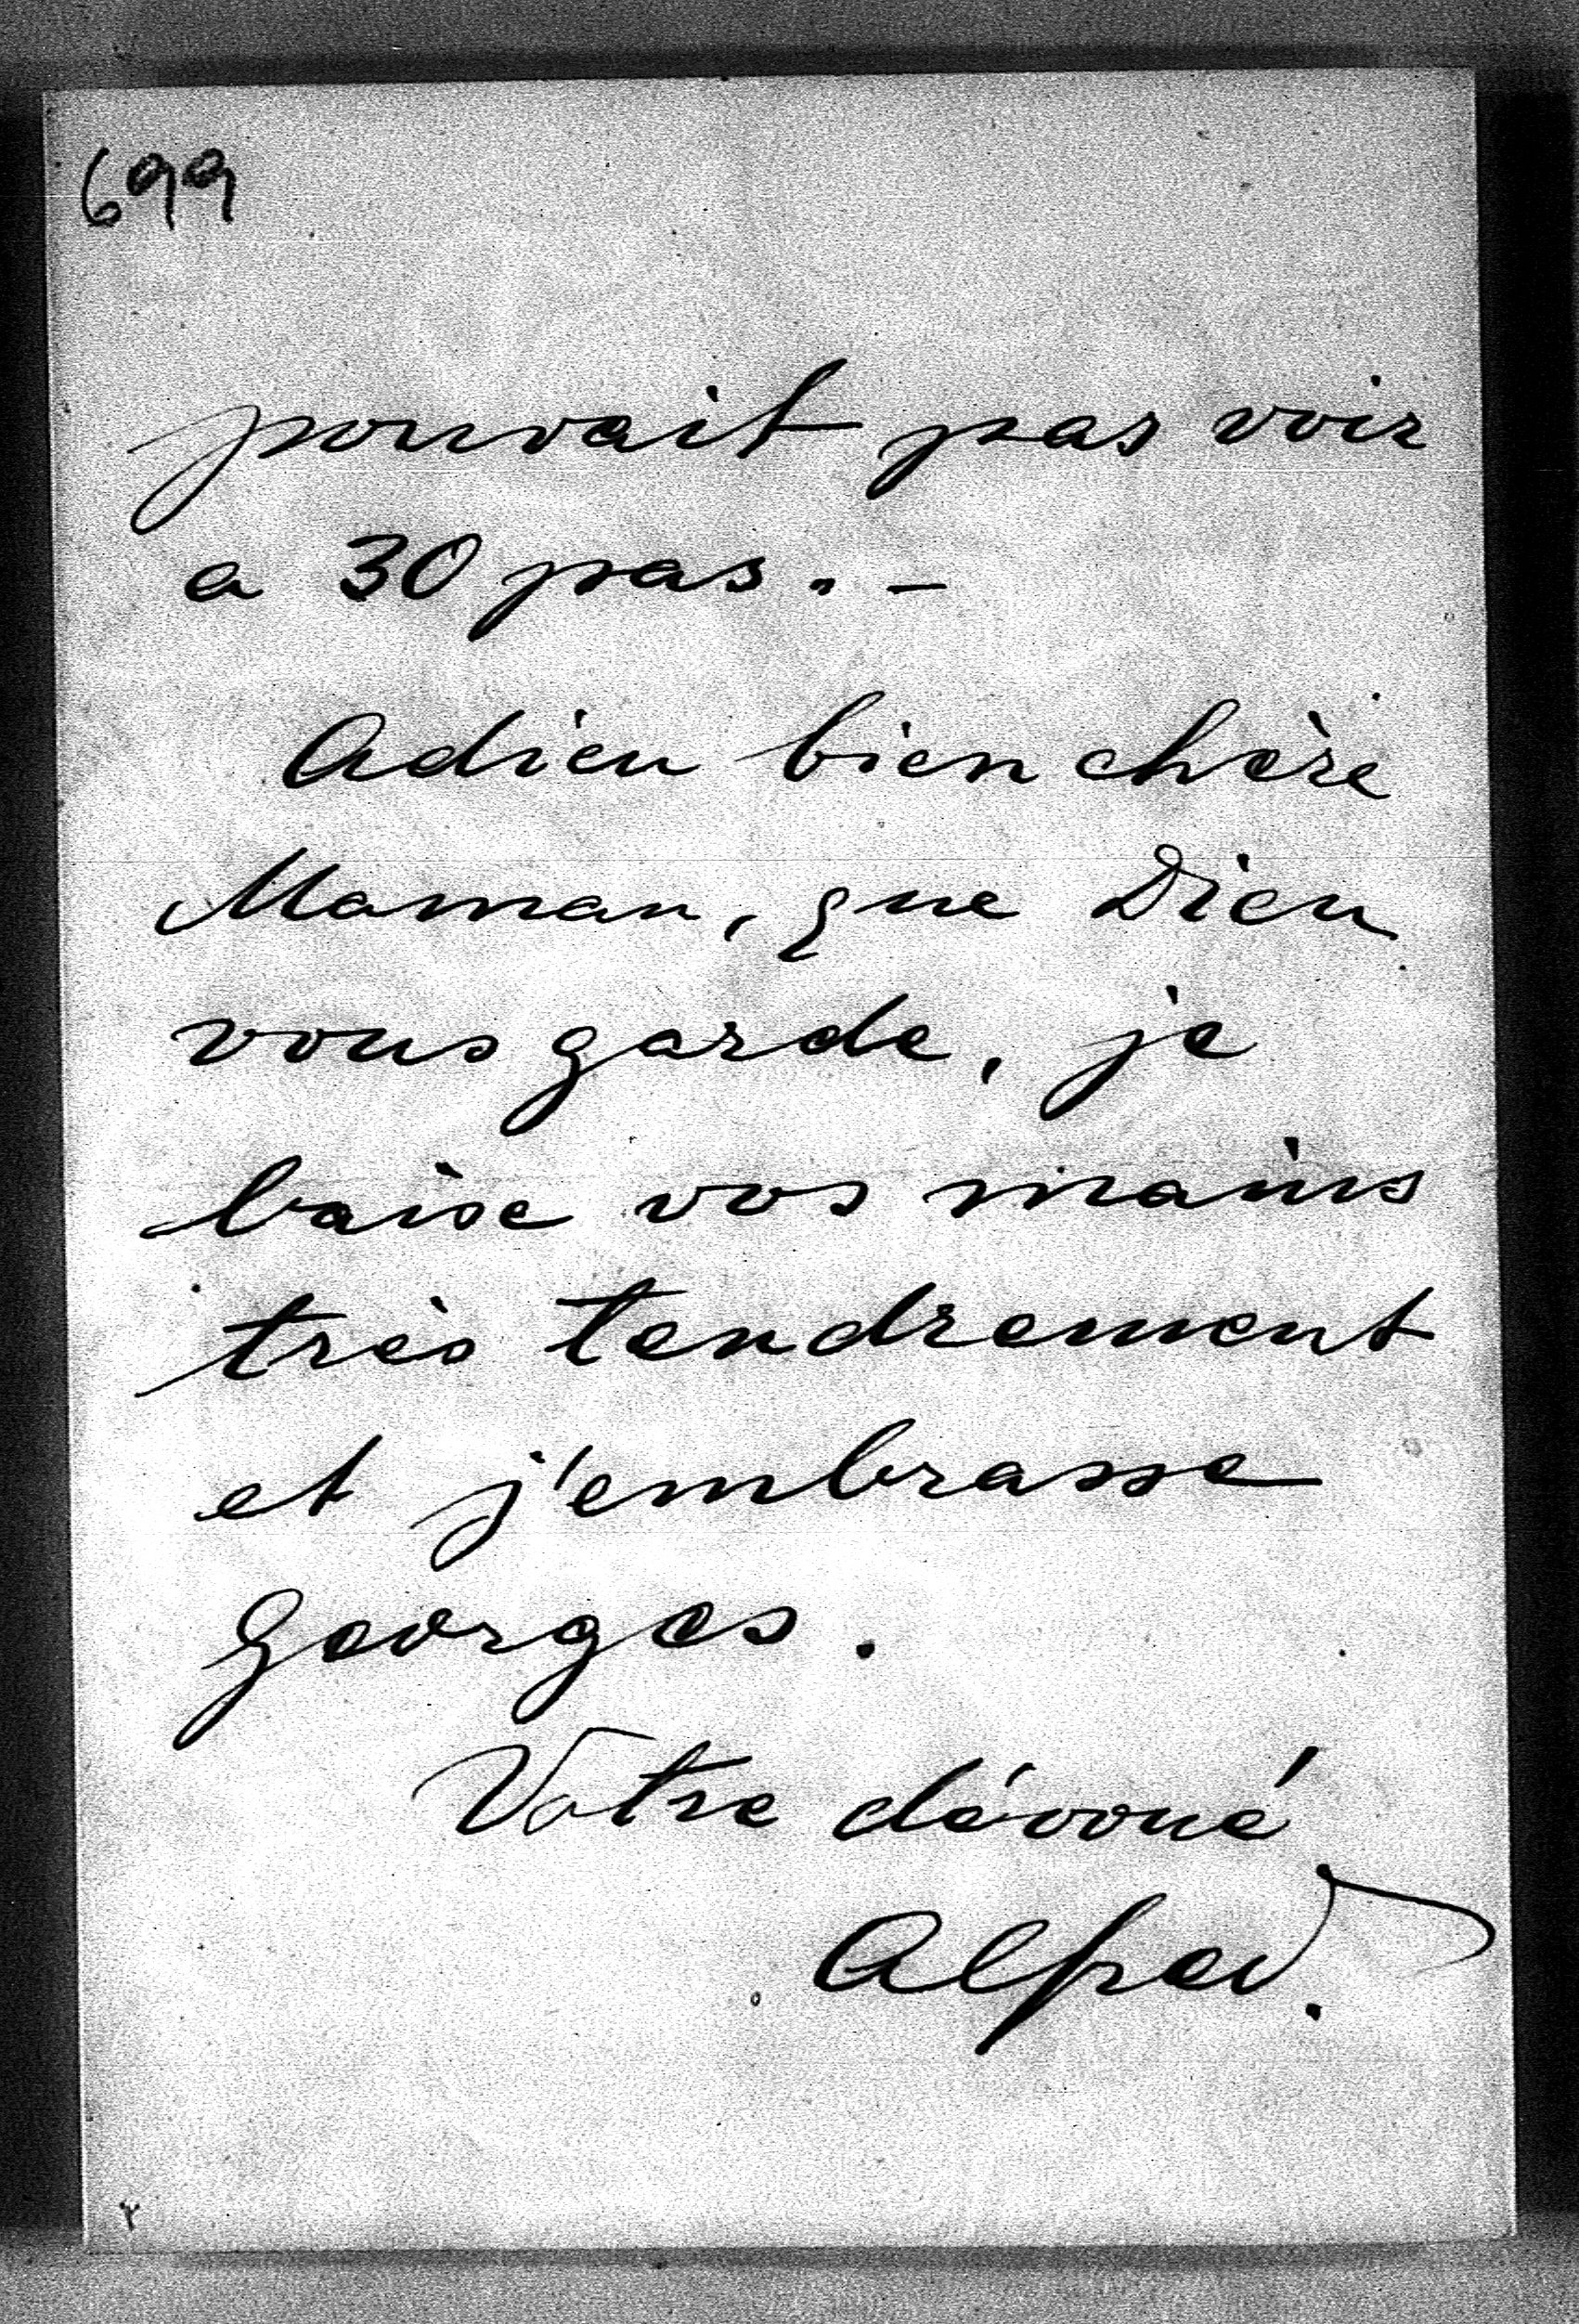 699
pouvait pas voir
a 30 pas. -
Adieu bien chère
Maman, que Dieu
vous garde, je
baise vos mains
très tendrement
et j'embrasse
Georges.
Votre dévoué
Alfred.